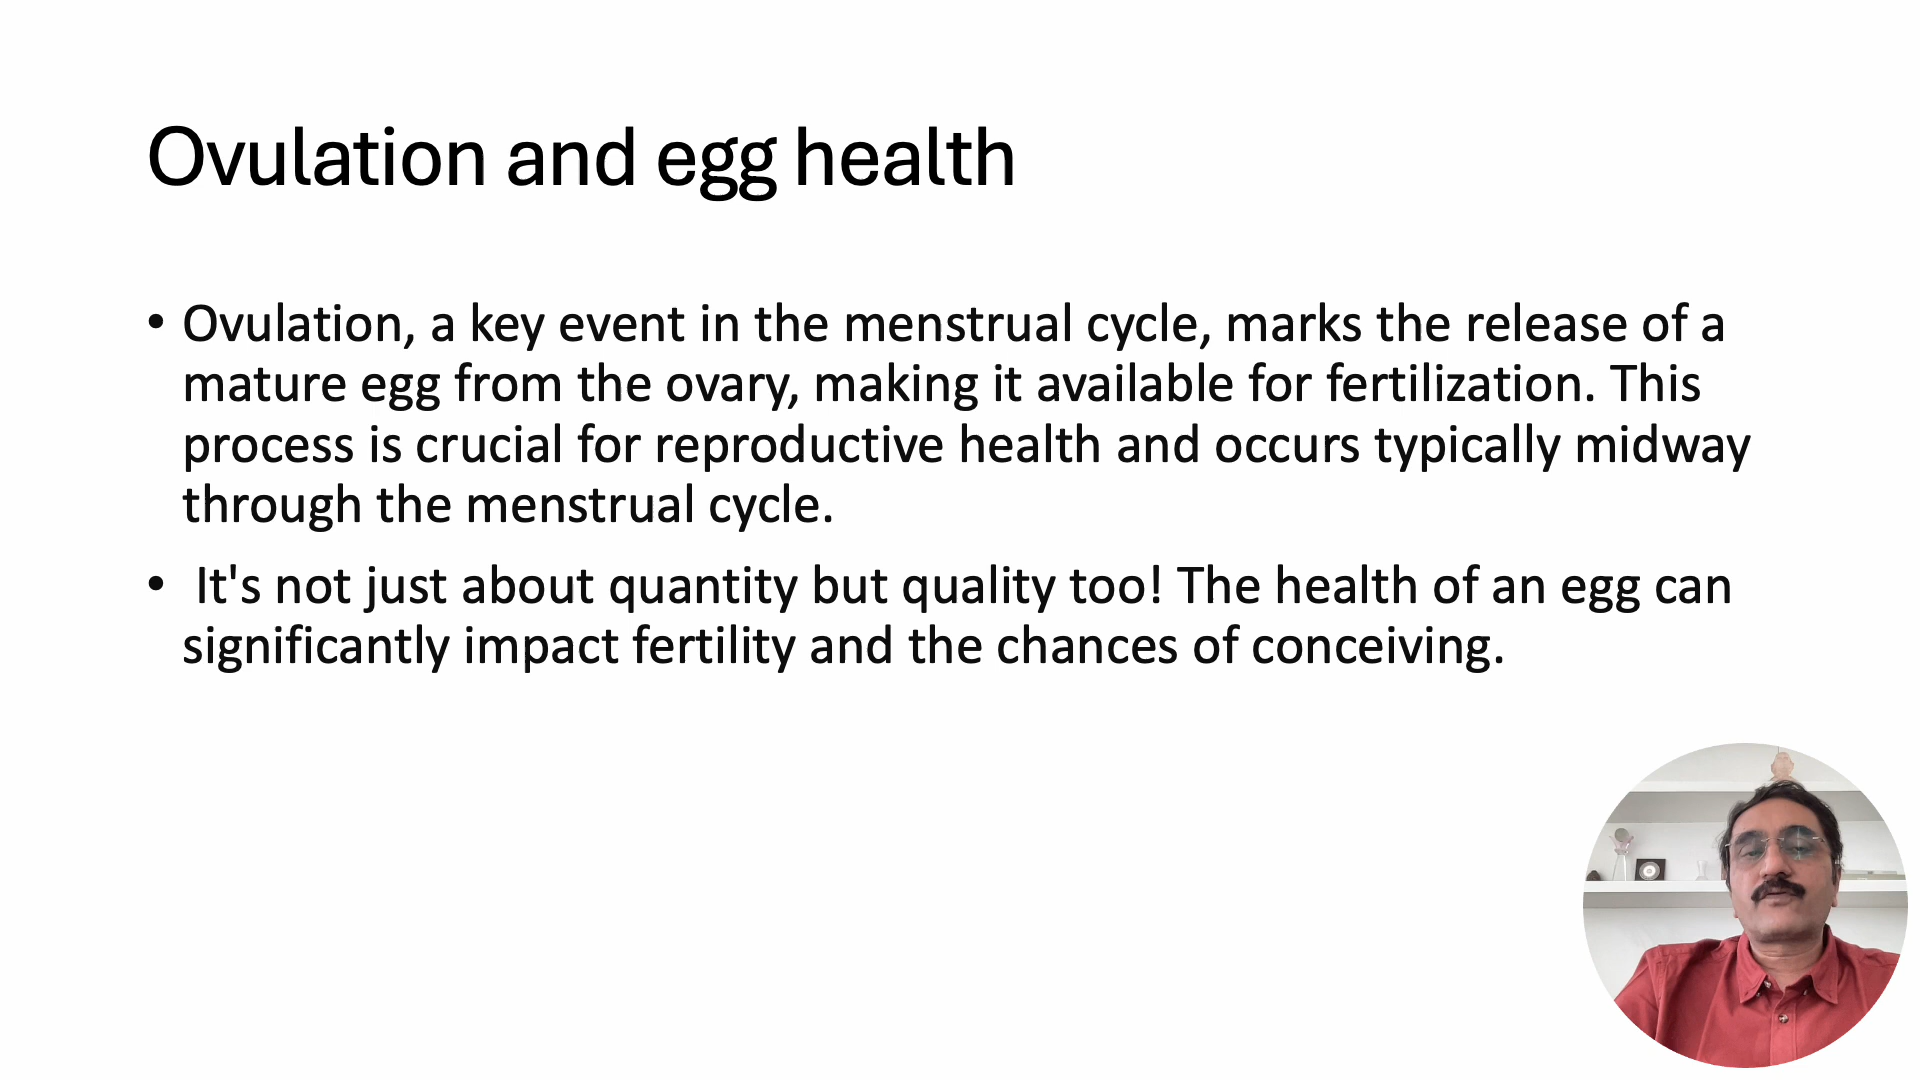 Ovulation and egg health
• Ovulation, a key event in the menstrual cycle, marks the release of a
mature egg from the ovary, making it available for fertilization. This
process is crucial for reproductive health and occurs typically midway
through the menstrual cycle.
• It's not just about quantity but quality too! The health of an egg can
significantly impact fertility and the chances of conceiving.